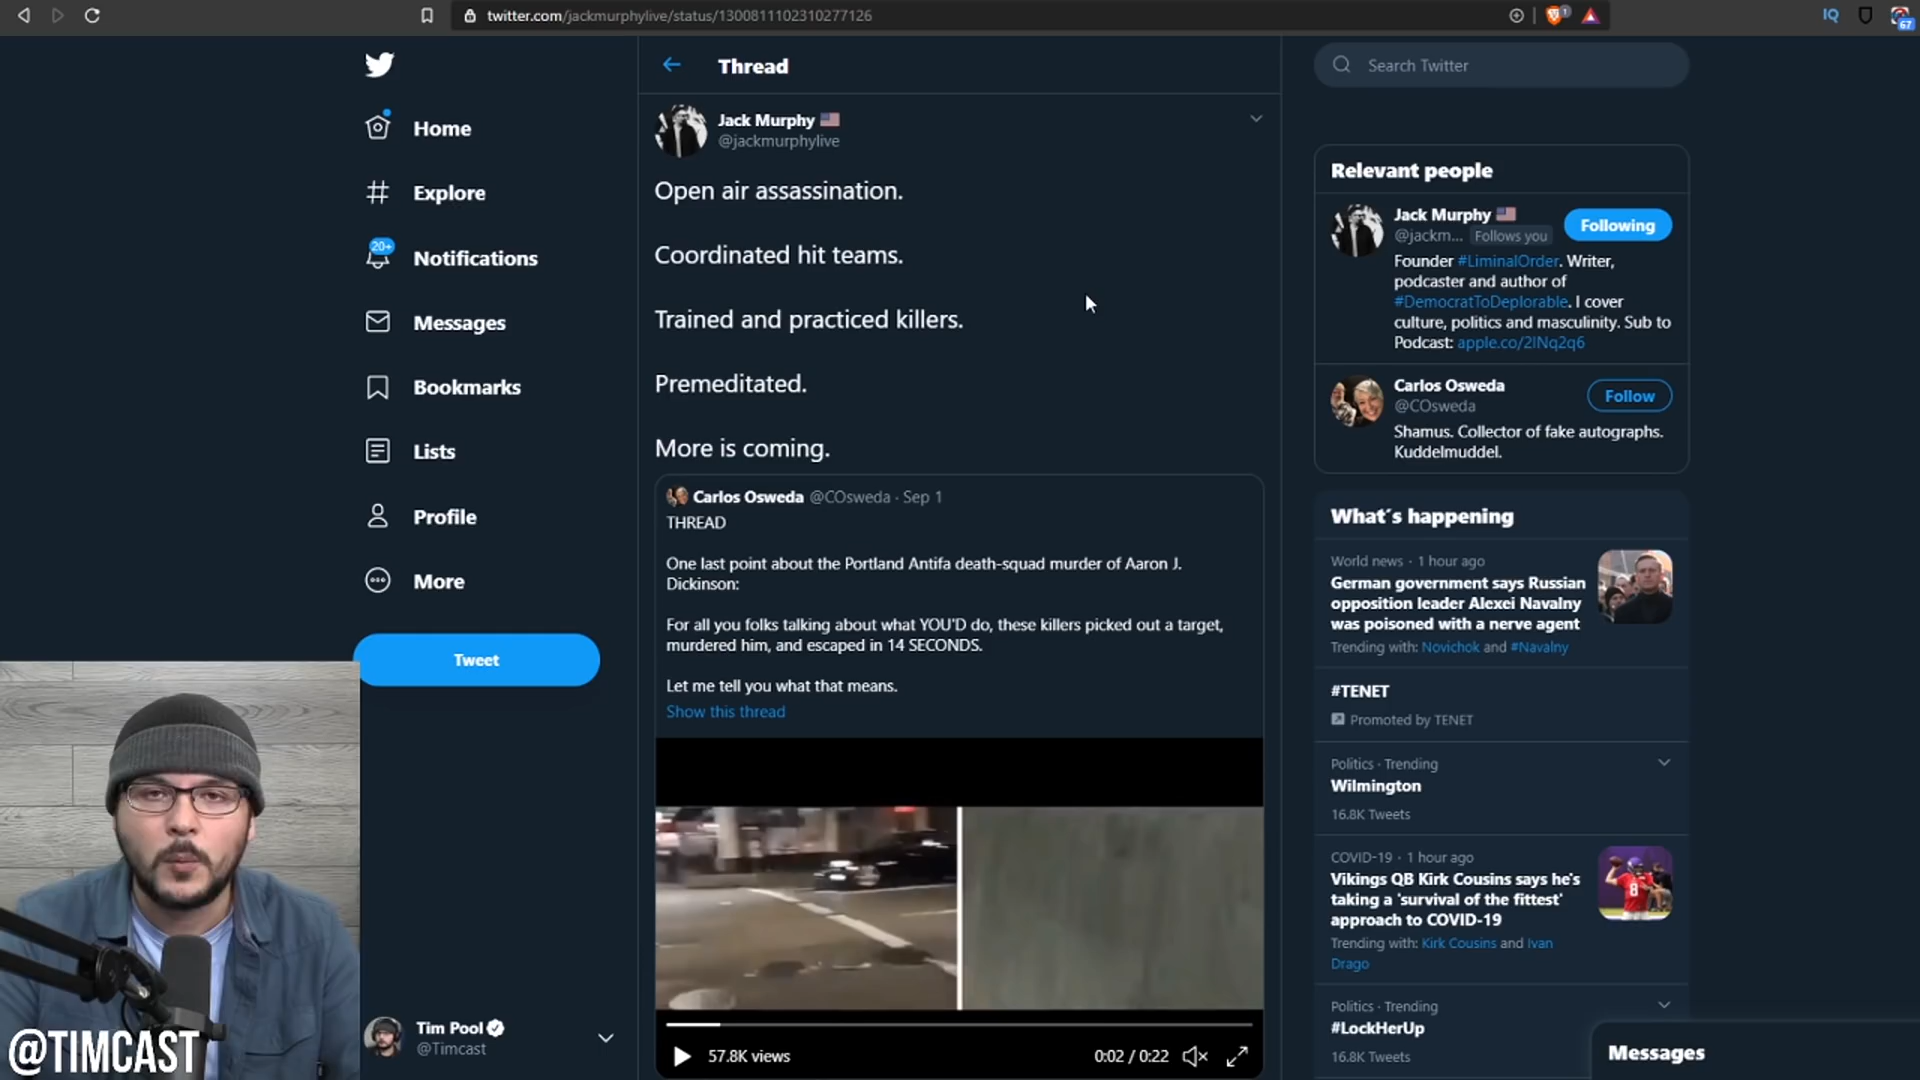 twitter.com/jackmurphylive/status/1300811102310277126
IQ
67
Home
Explore
20+
Notifications
Messages
Bookmarks
Lists
Profile
More
Tweet
Tim Pool
@Timcast
@TIMCAST
Thread
Jack Murphy
@jackmurphylive
Open air assassination.
Coordinated hit teams.
Trained and practiced killers.
Premeditated.
More is coming.
Carlos Osweda @COsweda · Sep 1
THREAD
One last point about the Portland Antifa death-squad murder of Aaron J.
Dickinson:
For all you folks talking about what YOU'D do, these killers picked out a target,
murdered him, and escaped in 14 SECONDS.
Let me tell you what that means.
Show this thread
57.8K views
0:02 / 0:22
Search Twitter
Relevant people
Jack Murphy
@jackm... Follows you
Following
Founder #LiminalOrder. Writer,
podcaster and author of
#DemocratToDeplorable. I cover
culture, politics and masculinity. Sub to
Podcast: apple.co/2lNq2q6
Carlos Osweda
@COsweda
Follow
Shamus. Collector of fake autographs.
Kuddelmuddel.
What's happening
World news · 1 hour ago
German government says Russian
opposition leader Alexei Navalny
was poisoned with a nerve agent
Trending with: Novichok and #Navalny
#TENET
Promoted by TENET
Politics · Trending
Wilmington
16.8K Tweets
COVID-19 · 1 hour ago
Vikings QB Kirk Cousins says he's
taking a 'survival of the fittest'
approach to COVID-19
Trending with: Kirk Cousins and Ivan
Drago
Politics · Trending
#LockHerUp
16.8K Tweets
Messages